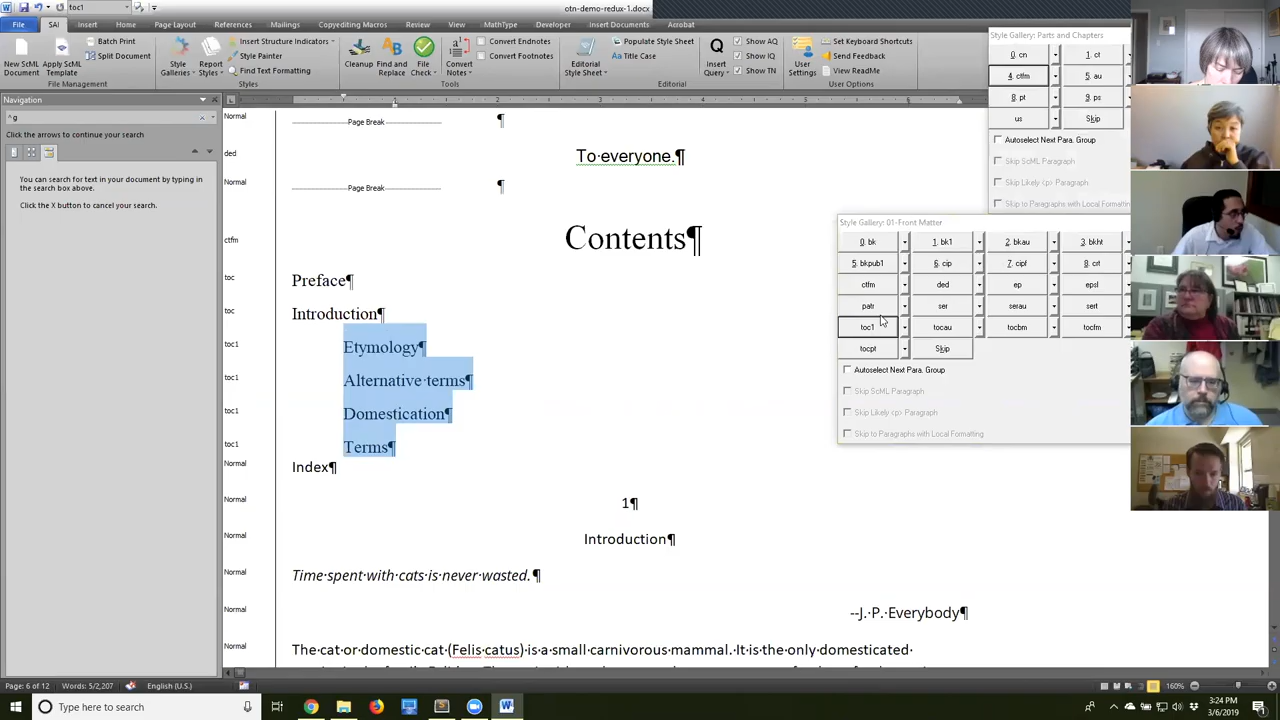 toc1
otn-demo-redux-1.docx
File
SAI
Insert
Home
Page Layout
References
Mailings
Copyediting Macros
Review
View
MathType
Developer
Insert Documents
Acrobat
New ScML Document
Apply ScML Template
Batch Print
Split Document
File Management
Style Galleries
Report Styles
Insert Structure Indicators
Style Painter
Find Text Formatting
Styles
Cleanup
Find and Replace
File Check
Convert Notes
Convert Endnotes
Convert Footnotes
Tools
Editorial Style Sheet
Populate Style Sheet
Title Case
Editorial
Insert Query
Show AQ
Show IQ
Show TN
User Settings
Set Keyboard Shortcuts
Send Feedback
View ReadMe
User Options
Navigation
^g
Click the arrows to continue your search
You can search for text in your document by typing in the search box above.
Click the X button to cancel your search.
Normal
Page Break
¶
ded
To·everyone.¶
Normal
Page Break
¶
ctfm
Contents¶
toc
Preface¶
toc
Introduction¶
toc1
Etymology¶
toc1
Alternative·terms¶
toc1
Domestication¶
toc1
Terms¶
Normal
Index¶
Normal
1¶
Normal
Introduction¶
Normal
Time·spent·with·cats·is·never·wasted.¶
Normal
--J.·P.·Everybody¶
Normal
The·cat·or·domestic·cat·(Felis·catus)·is·a·small·carnivorous·mammal.·It·is·the·only·domesticated·
Style Gallery: Parts and Chapters
0. cn
1. ct
4. ctfm
5. au
8. pt
9. ps
us
Skip
Autoselect Next Para. Group
Skip ScML Paragraph
Skip Likely <p> Paragraph
Skip to Paragraphs with Local Formatting
Style Gallery: 01-Front Matter
0. bk
1. bk1
2. bkau
3. bkht
5. bkpub1
6. cip
7. cipf
8. crt
ctfm
ded
ep
epsl
patr
ser
serau
sert
toc1
tocau
tocbm
tocfm
tocpt
Skip
Autoselect Next Para. Group
Skip ScML Paragraph
Skip Likely <p> Paragraph
Skip to Paragraphs with Local Formatting
Page: 6 of 12
Words: 5/2,207
English (U.S.)
160%
Type here to search
3:24 PM
3/6/2019